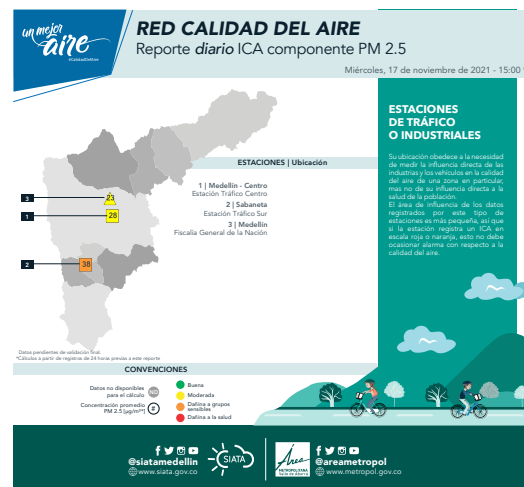 un mejor
aire
#CalidadDelAire
RED CALIDAD DEL AIRE
Reporte diario ICA componente PM 2.5
Miércoles, 17 de noviembre de 2021 - 15:00
ESTACIONES
DE TRÁFICO
O INDUSTRIALES
Su ubicación obedece a la necesidad
de medir la influencia directa de las
industrias y los vehículos en la calidad
del aire de una zona en particular,
mas no de su influencia directa a la
salud de la población.
El área de influencia de los datos
registrados por este tipo de
estaciones es más pequeña, así que
si la estación registra un ICA en
escala roja o naranja, esto no debe
ocasionar alarma con respecto a la
calidad del aire.
ESTACIONES | Ubicación
1 | Medellín - Centro
Estación Tráfico Centro
2 | Sabaneta
Estación Tráfico Sur
3 | Medellín
Fiscalía General de la Nación
3
23
1
28
2
38
Datos pendientes de validación final.
*Cálculos a partir de registros de 24 horas previas a este reporte
CONVENCIONES
Datos no disponibles
para el cálculo
Concentración promedio
PM 2.5 [µg/m³*]
#
Buena
Moderada
Dañina a grupos
sensibles
Dañina a la salud
@siatamedellin
www.siata.gov.co
SIATA
Área
METROPOLITANA
Valle de Aburrá
@areametropol
www.metropol.gov.co